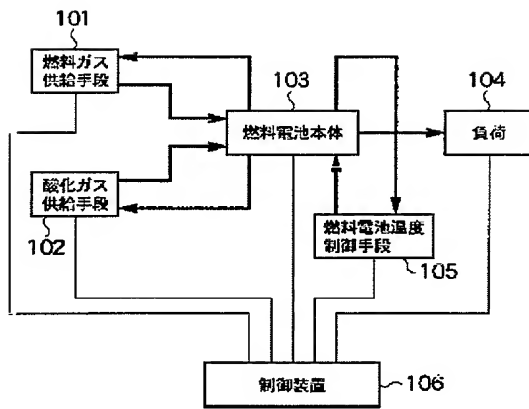 101
燃料ガス
供給手段
103
燃料電池本体
104
負荷
酸化ガス
供給手段
102
燃料電池温度
制御手段
105
制御装置
106